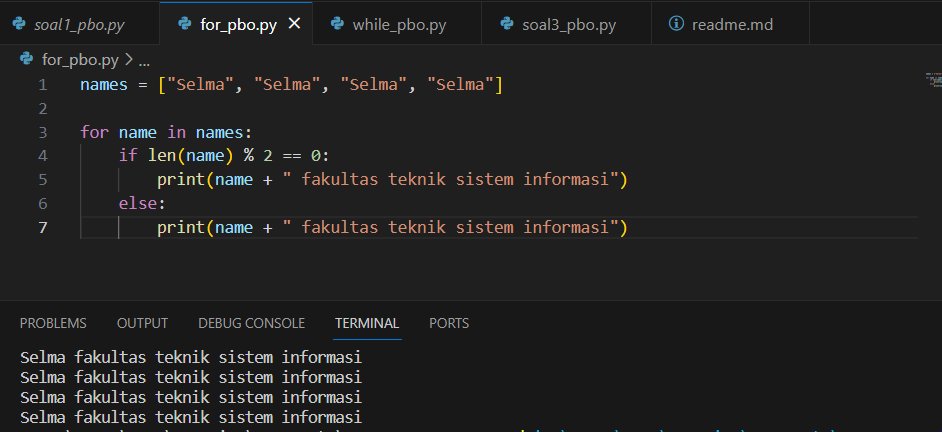 soal1_pbo.py for_pbo.py × while_pbo.py soal3_pbo.py readme.md
for_pbo.py > ...
1 names = ["Selma", "Selma", "Selma", "Selma"]
2
3 for name in names:
4 if len(name) % 2 == 0:
5 print(name + " fakultas teknik sistem informasi")
6 else:
7 print(name + " fakultas teknik sistem informasi")
PROBLEMS OUTPUT DEBUG CONSOLE TERMINAL PORTS
Selma fakultas teknik sistem informasi
Selma fakultas teknik sistem informasi
Selma fakultas teknik sistem informasi
Selma fakultas teknik sistem informasi